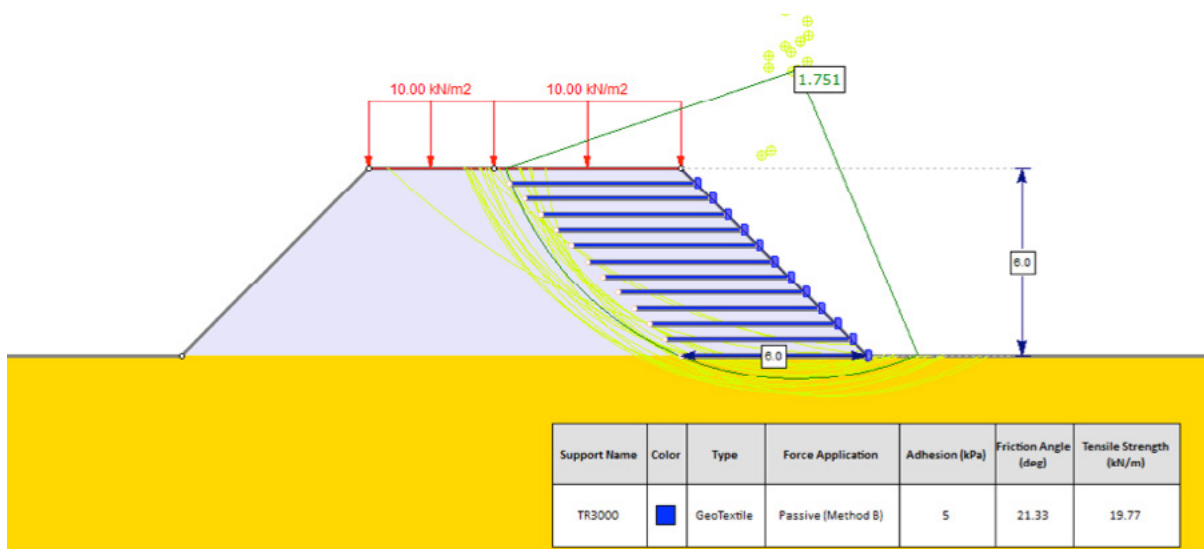 1.751
10.00 kN/m2 10.00 kN/m2
6.0
6.0
Support Name Color Type Force Application Adhesion (kPa) Friction Angle (deg) Tensile Strength (kN/m)
TR3000 GeoTextile Passive (Method B) 5 21.33 19.77